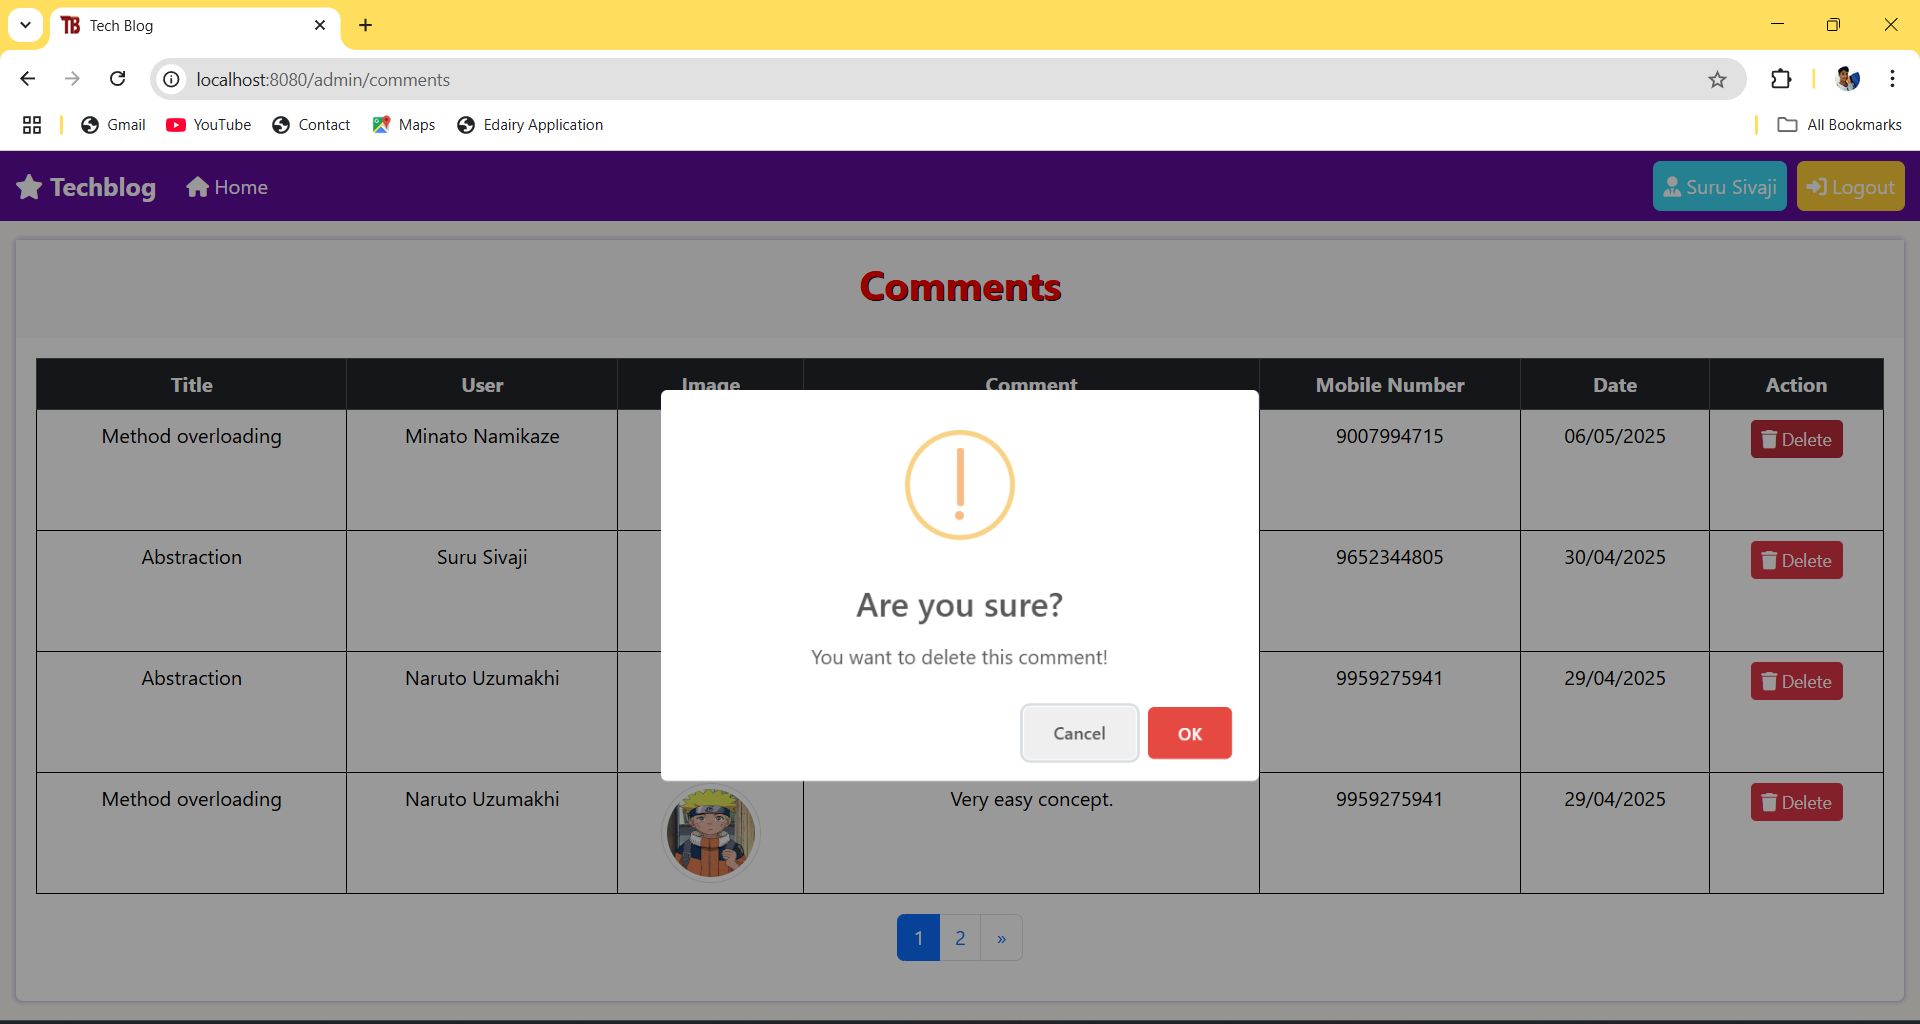 Tech Blog
localhost:8080/admin/comments
Gmail YouTube Contact Maps Edairy Application All Bookmarks
Techblog Home Suru Sivaji Logout
Comments
Title User Image Comment Mobile Number Date Action
Method overloading Minato Namikaze 9007994715 06/05/2025 Delete
Abstraction Suru Sivaji 9652344805 30/04/2025 Delete
Are you sure?
You want to delete this comment!
Abstraction Naruto Uzumakhi 9959275941 29/04/2025 Delete
Cancel OK
Method overloading Naruto Uzumakhi Very easy concept. 9959275941 29/04/2025 Delete
1 2 »